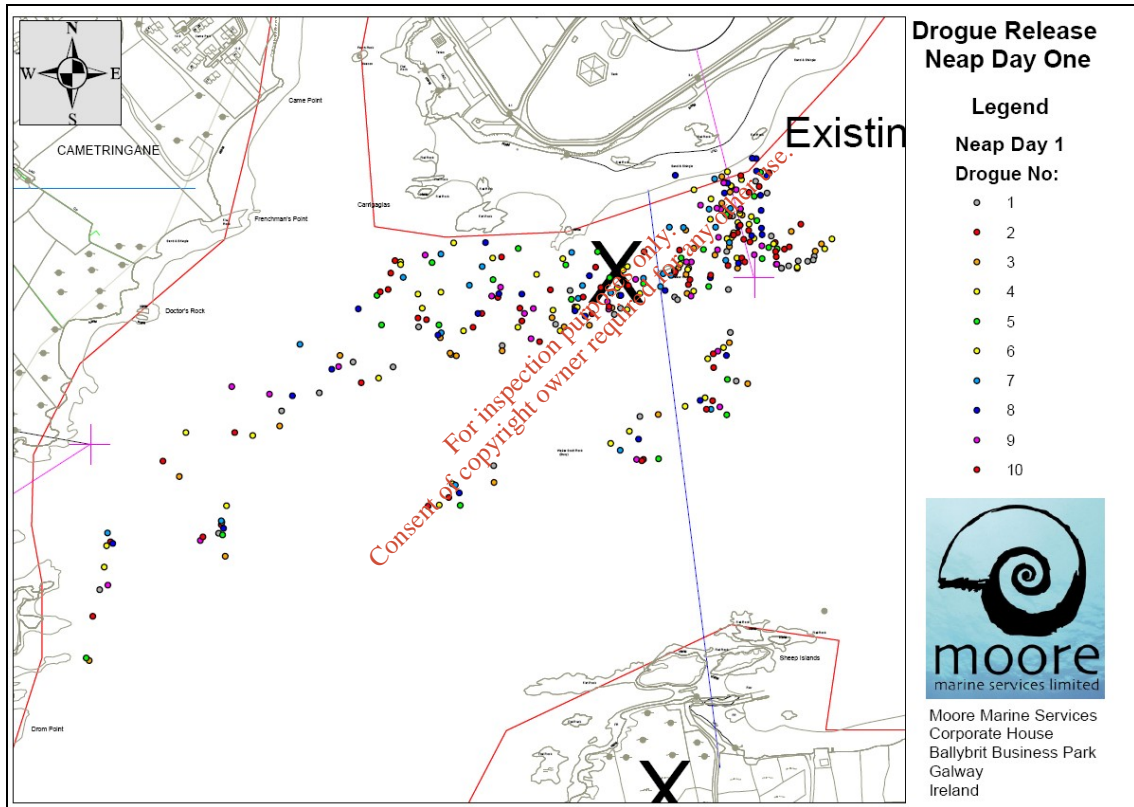 Drogue Release
Neap Day One
Legend
Neap Day 1
Drogue No:
1
2
3
4
5
6
7
8
9
10
moore
marine services limited
Moore Marine Services
Corporate House
Ballybrit Business Park
Galway
Ireland
N
W E
S
Came Point
CAMETRINGANE
Existin
Carrigaglas
Frenchman's Point
Doctor's Rock
For inspection purposes only.
Consent of copyright owner required for any other use.
X
Sheep Islands
Drom Point
X